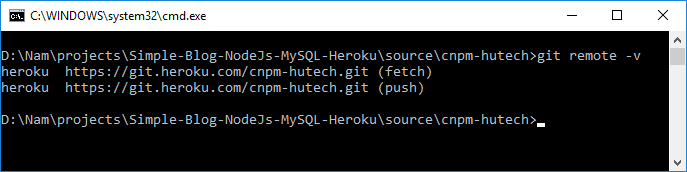 C:\WINDOWS\system32\cmd.exe
D:\Nam\projects\Simple-Blog-NodeJs-MySQL-Heroku\source\cnpm-hutech>git remote -v
heroku  https://git.heroku.com/cnpm-hutech.git (fetch)
heroku  https://git.heroku.com/cnpm-hutech.git (push)
D:\Nam\projects\Simple-Blog-NodeJs-MySQL-Heroku\source\cnpm-hutech>